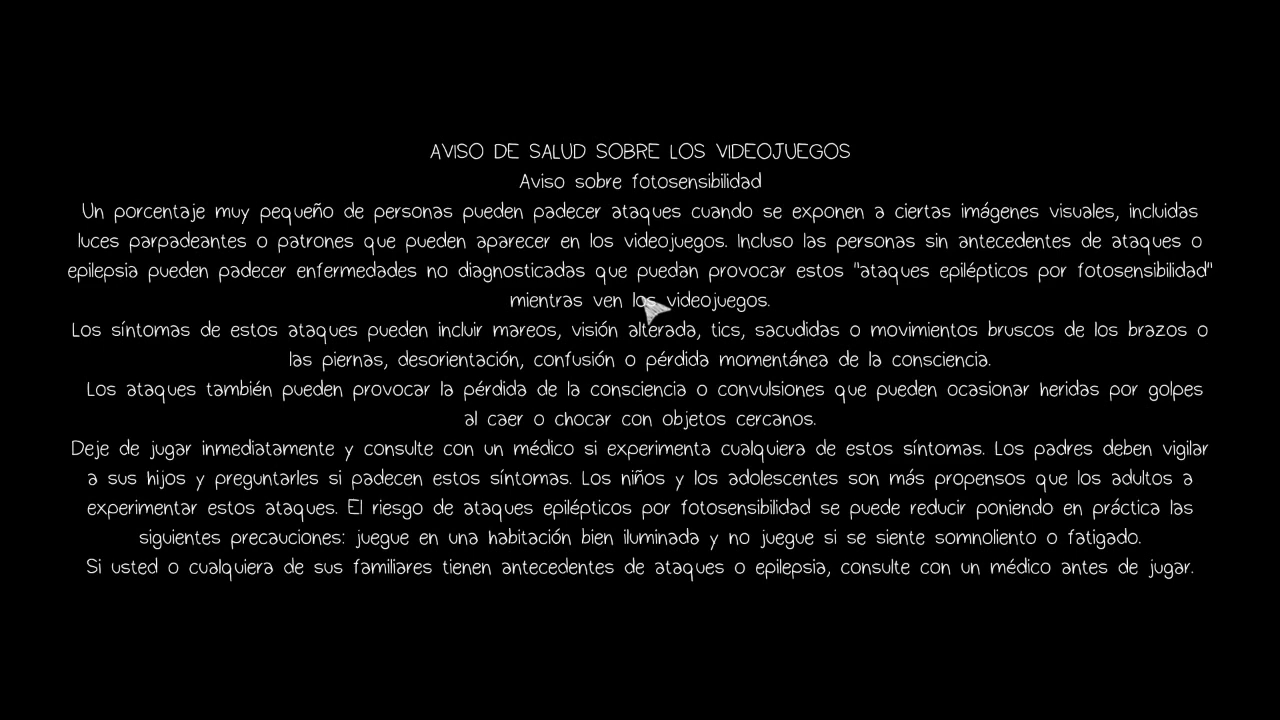 AVISO DE SALUD SOBRE LOS VIDEOJUEGOS
Aviso sobre fotosensibilidad
Un porcentaje muy pequeño de personas pueden padecer ataques cuando se exponen a ciertas imágenes visuales, incluidas
luces parpadeantes o patrones que pueden aparecer en los videojuegos. Incluso las personas sin antecedentes de ataques o
epilepsia pueden padecer enfermedades no diagnosticadas que puedan provocar estos "ataques epilépticos por fotosensibilidad"
mientras ven los videojuegos.
Los síntomas de estos ataques pueden incluir mareos, visión alterada, tics, sacudidas o movimientos bruscos de los brazos o
las piernas, desorientación, confusión o pérdida momentánea de la consciencia.
Los ataques también pueden provocar la pérdida de la consciencia o convulsiones que pueden ocasionar heridas por golpes
al caer o chocar con objetos cercanos.
Deje de jugar inmediatamente y consulte con un médico si experimenta cualquiera de estos síntomas. Los padres deben vigilar
a sus hijos y preguntarles si padecen estos síntomas. Los niños y los adolescentes son más propensos que los adultos a
experimentar estos ataques. El riesgo de ataques epilépticos por fotosensibilidad se puede reducir poniendo en práctica las
siguientes precauciones: juegue en una habitación bien iluminada y no juegue si se siente somnoliento o fatigado.
Si usted o cualquiera de sus familiares tienen antecedentes de ataques o epilepsia, consulte con un médico antes de jugar.